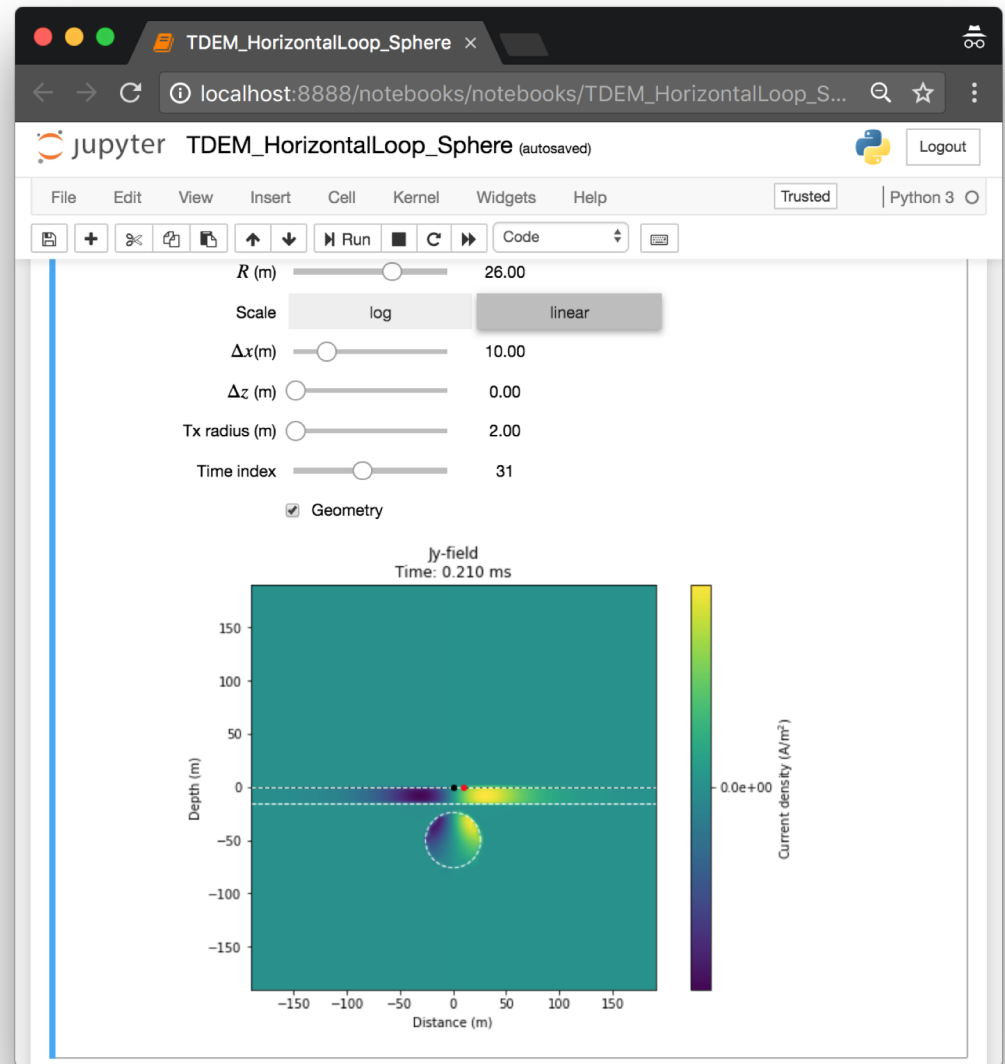 TDEM_HorizontalLoop_Sphere ×
localhost:8888/notebooks/notebooks/TDEM_HorizontalLoop_S...
jupyter TDEM_HorizontalLoop_Sphere (autosaved) Logout
File Edit View Insert Cell Kernel Widgets Help Trusted Python 3
Run Code
R (m) 26.00
Scale log linear
Δx(m) 10.00
Δz (m) 0.00
Tx radius (m) 2.00
Time index 31
Geometry
Jy-field
Time: 0.210 ms
150
100
50
0
−50
−100
−150
Depth (m)
−150 −100 −50 0 50 100 150
Distance (m)
0.0e+00
Current density (A/m²)